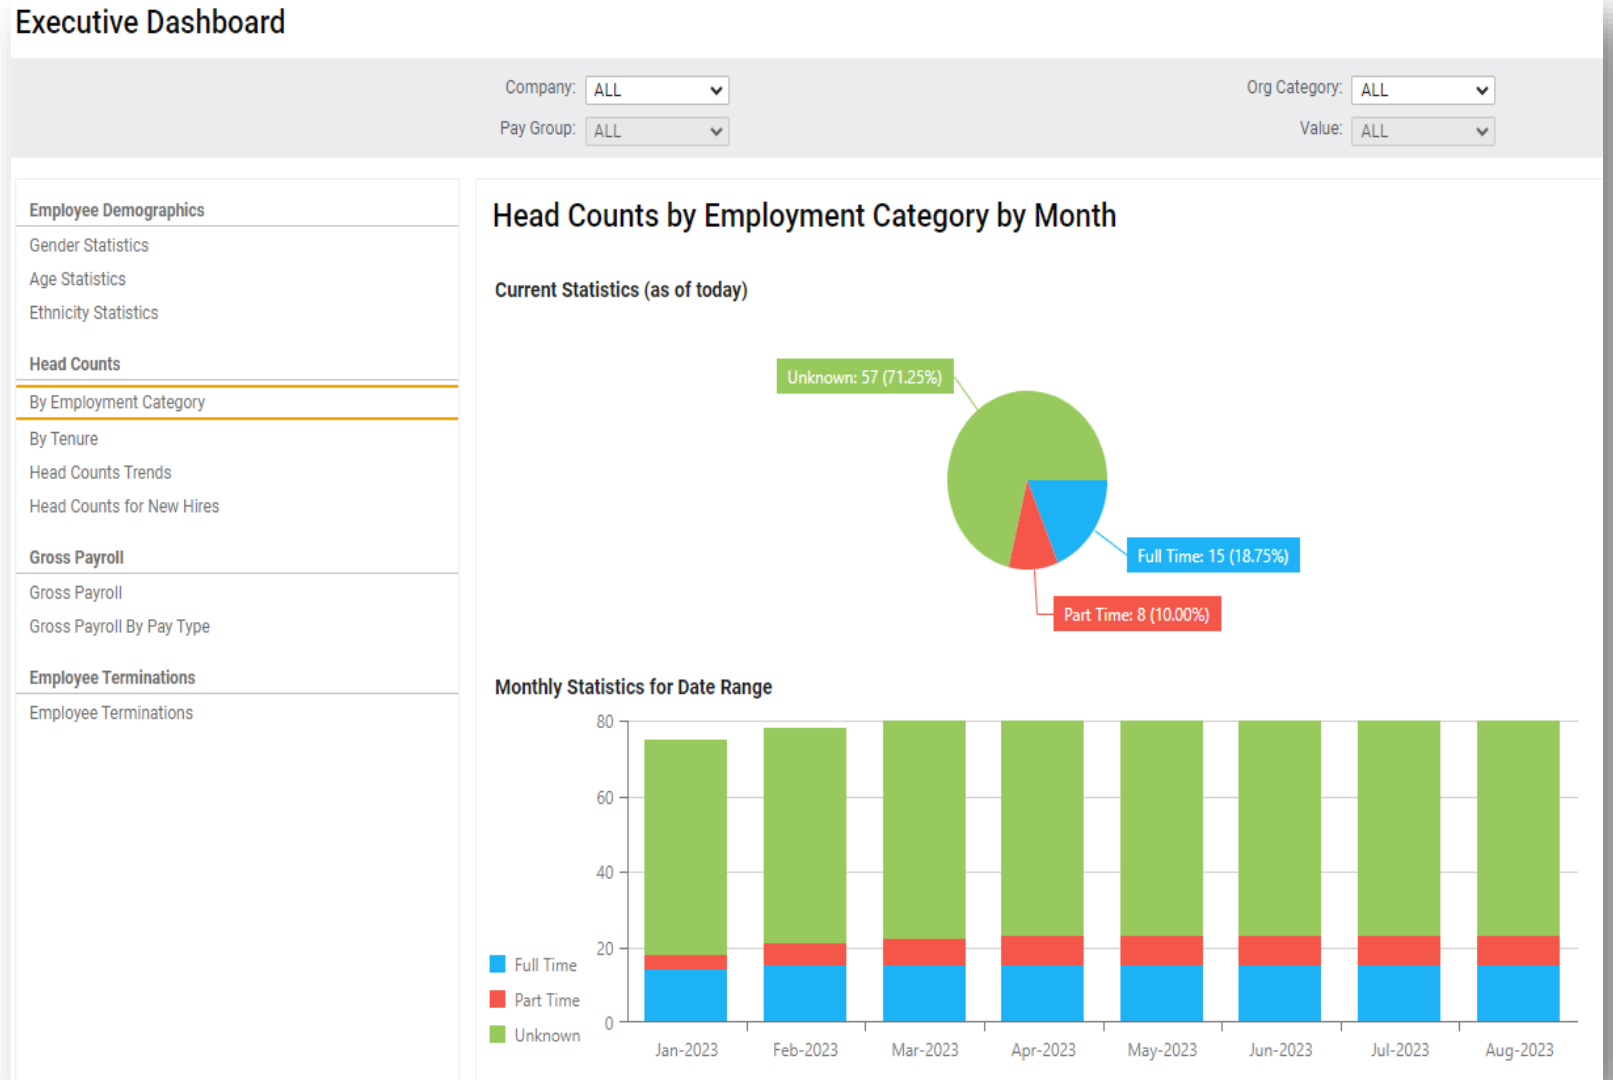 Executive Dashboard
Company: ALL
Org Category: ALL
Pay Group: ALL
Value: ALL
Employee Demographics
Gender Statistics
Age Statistics
Ethnicity Statistics
Head Counts
By Employment Category
By Tenure
Head Counts Trends
Head Counts for New Hires
Gross Payroll
Gross Payroll
Gross Payroll By Pay Type
Employee Terminations
Employee Terminations
Head Counts by Employment Category by Month
Current Statistics (as of today)
Unknown: 57 (71.25%)
Full Time: 15 (18.75%)
Part Time: 8 (10.00%)
Monthly Statistics for Date Range
80
60
40
20
0
Full Time
Part Time
Unknown
Jan-2023 Feb-2023 Mar-2023 Apr-2023 May-2023 Jun-2023 Jul-2023 Aug-2023